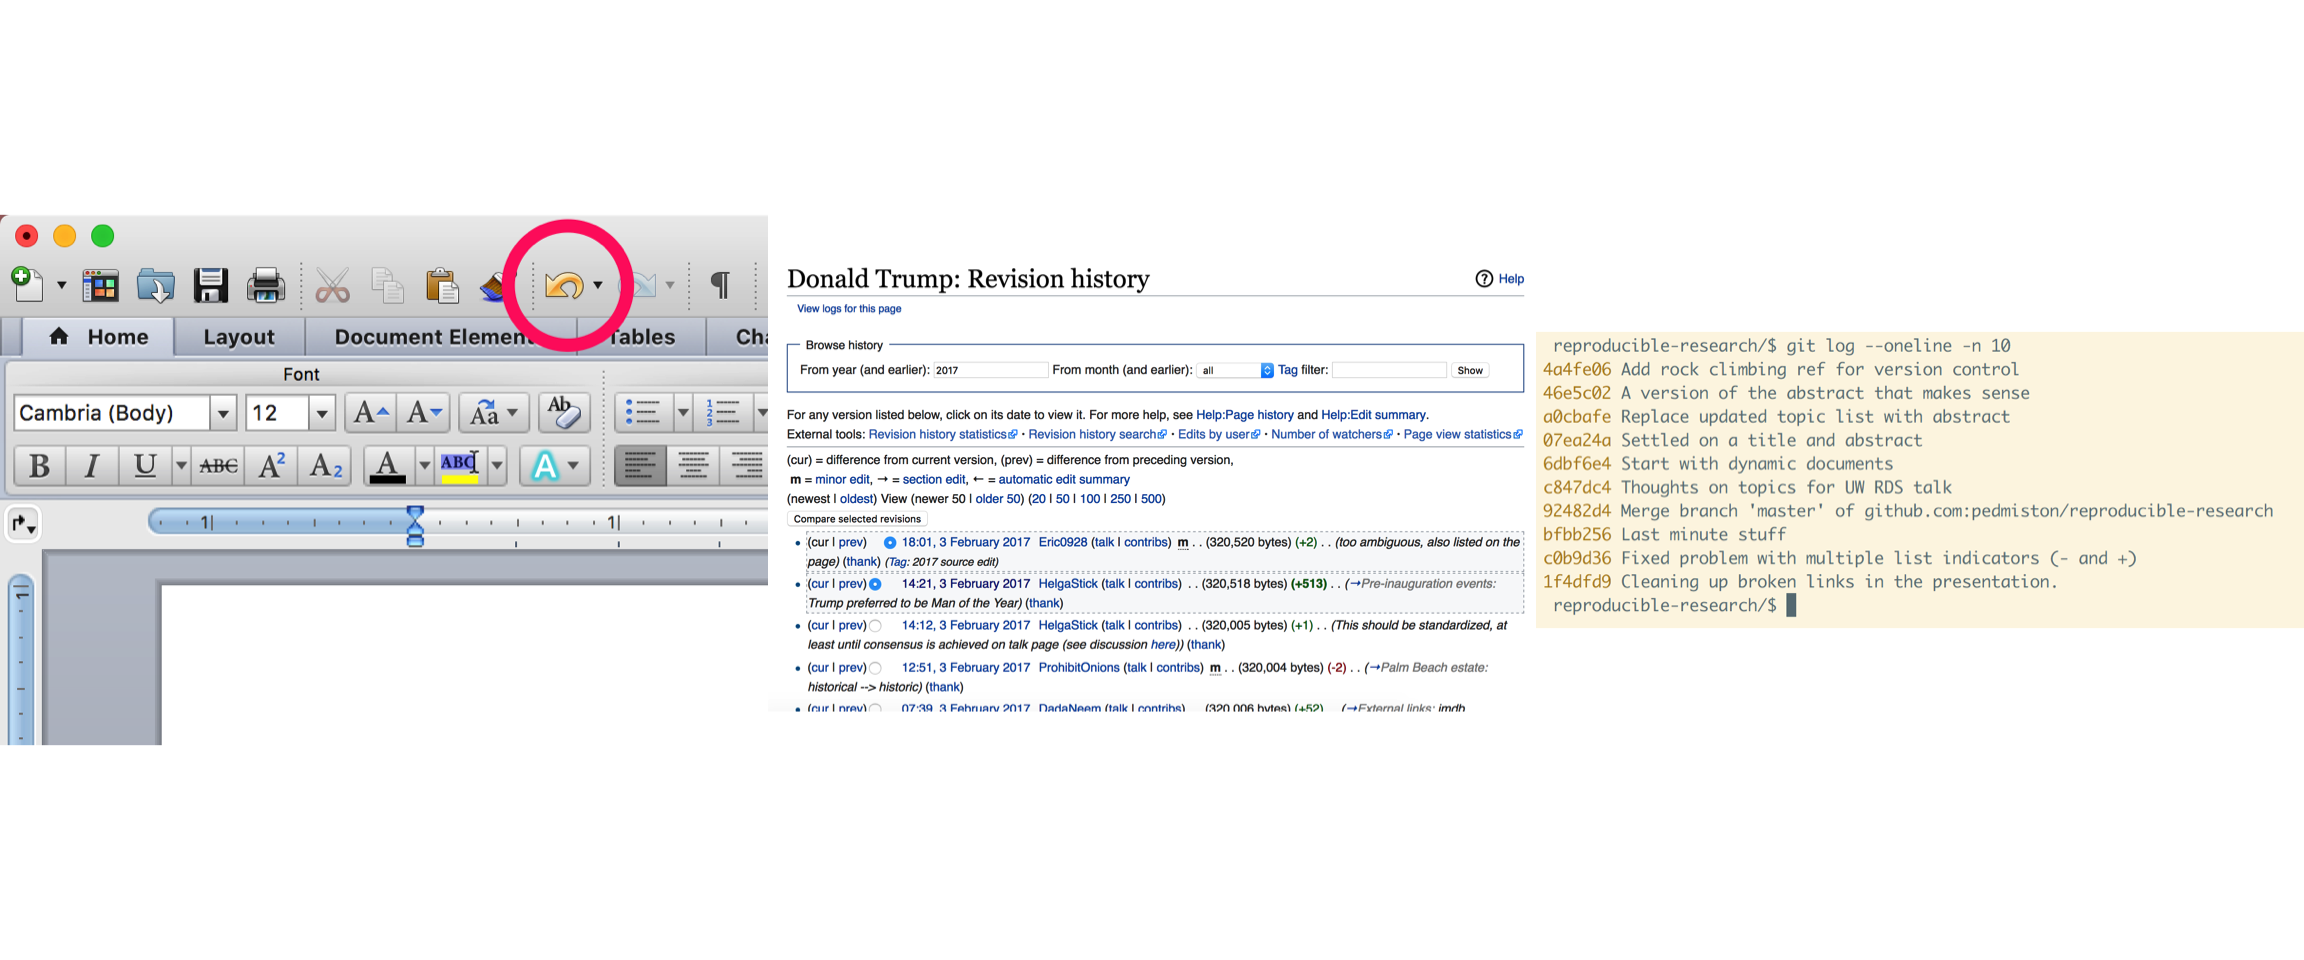 Home Layout Document Elemen Tables Cha
Font
Cambria (Body) 12 A A Aa Ab
B I U ABC A2 A2 A ABC A
1 1
1
Donald Trump: Revision history
? Help
View logs for this page
Browse history
From year (and earlier): 2017 From month (and earlier): all Tag filter: Show
For any version listed below, click on its date to view it. For more help, see Help:Page history and Help:Edit summary.
External tools: Revision history statistics · Revision history search · Edits by user · Number of watchers · Page view statistics
(cur) = difference from current version, (prev) = difference from preceding version,
m = minor edit, → = section edit, ← = automatic edit summary
(newest | oldest) View (newer 50 | older 50) (20 | 50 | 100 | 250 | 500)
Compare selected revisions
• (cur | prev) 18:01, 3 February 2017 Eric0928 (talk | contribs) m . . (320,520 bytes) (+2) . . (too ambiguous, also listed on the
page) (thank) (Tag: 2017 source edit)
• (cur | prev) 14:21, 3 February 2017 HelgaStick (talk | contribs) . . (320,518 bytes) (+513) . . (→Pre-inauguration events:
Trump preferred to be Man of the Year) (thank)
• (cur | prev) 14:12, 3 February 2017 HelgaStick (talk | contribs) . . (320,005 bytes) (+1) . . (This should be standardized, at
least until consensus is achieved on talk page (see discussion here)) (thank)
• (cur | prev) 12:51, 3 February 2017 ProhibitOnions (talk | contribs) m . . (320,004 bytes) (-2) . . (→Palm Beach estate:
historical --> historic) (thank)
• (cur | prev) 07:39, 3 February 2017 DadaNeem (talk | contribs) . . (320,006 bytes) (+52) . . (→External links: imdb
reproducible-research/$ git log --oneline -n 10
4a4fe06 Add rock climbing ref for version control
46e5c02 A version of the abstract that makes sense
a0cbafe Replace updated topic list with abstract
07ea24a Settled on a title and abstract
6dbf6e4 Start with dynamic documents
c847dc4 Thoughts on topics for UW RDS talk
92482d4 Merge branch 'master' of github.com:pedmiston/reproducible-research
bfbb256 Last minute stuff
c0b9d36 Fixed problem with multiple list indicators (- and +)
1f4dfd9 Cleaning up broken links in the presentation.
reproducible-research/$